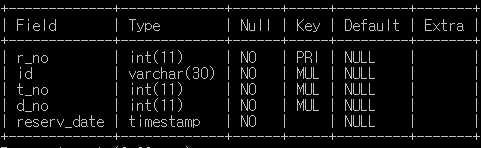 | Field | Type | Null | Key | Default | Extra |
| r_no | int(11) | NO | PRI | NULL | |
| id | varchar(30) | NO | MUL | NULL | |
| t_no | int(11) | NO | MUL | NULL | |
| d_no | int(11) | NO | MUL | NULL | |
| reserv_date | timestamp | NO | | NULL | |